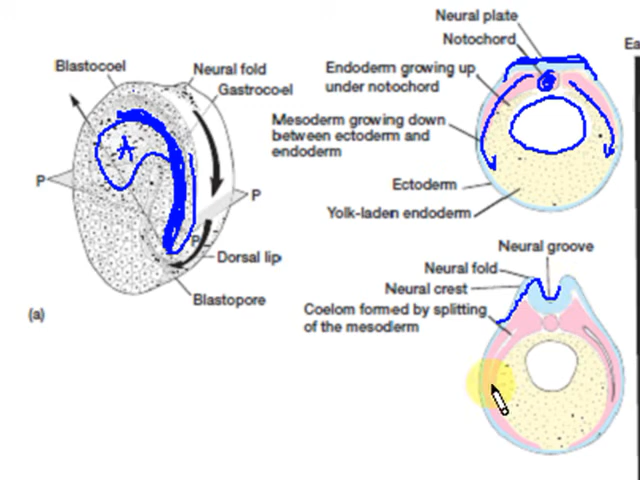 Neural plate
Notochord
Ea
Blastocoel
Neural fold
Gastrocoel
Endoderm growing up
under notochord
Mesoderm growing down
between ectoderm and
endoderm
A
P
P
P
Ectoderm
Yolk-laden endoderm
Dorsal lip
Blastopore
(a)
Neural groove
Neural fold
Neural crest
Coelom formed by splitting
of the mesoderm